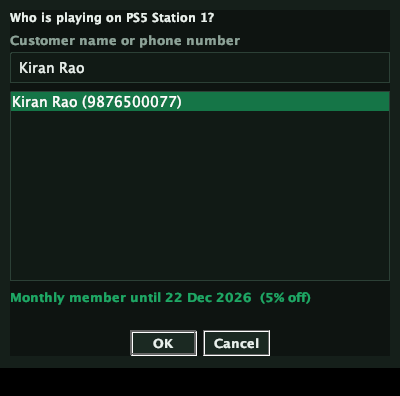 Who is playing on PS5 Station 1?
Customer name or phone number
Kiran Rao
Kiran Rao (9876500077)
Monthly member until 22 Dec 2026 (5% off)
OK Cancel